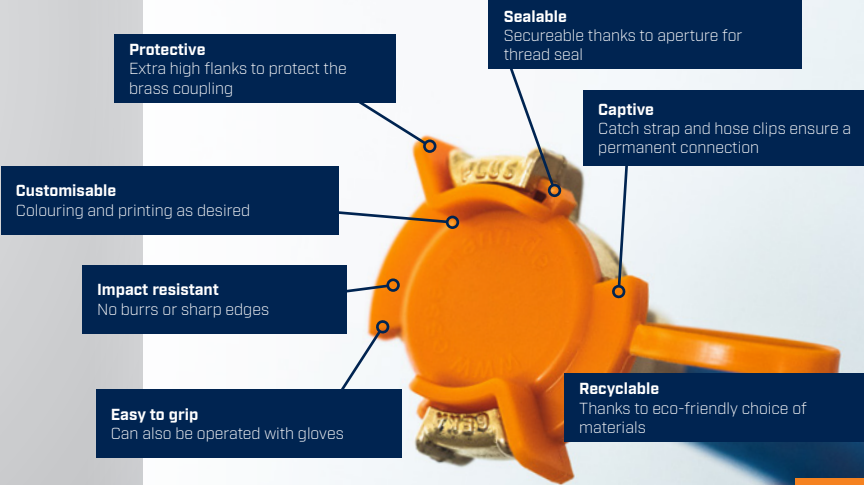 Sealable
Secureable thanks to aperture for
thread seal
Protective
Extra high flanks to protect the
brass coupling
Captive
Catch strap and hose clips ensure a
permanent connection
PLUS
Customisable
Colouring and printing as desired
Impact resistant
No burrs or sharp edges
Recyclable
Thanks to eco-friendly choice of
materials
Easy to grip
Can also be operated with gloves
GEKA